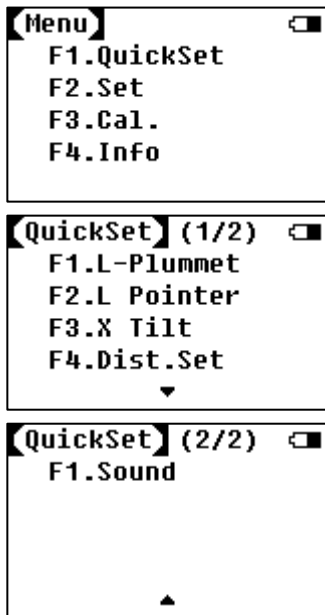 Menu
F1.QuickSet
F2.Set
F3.Cal.
F4.Info
QuickSet (1/2)
F1.L-Plummet
F2.L Pointer
F3.X Tilt
F4.Dist.Set
QuickSet (2/2)
F1.Sound